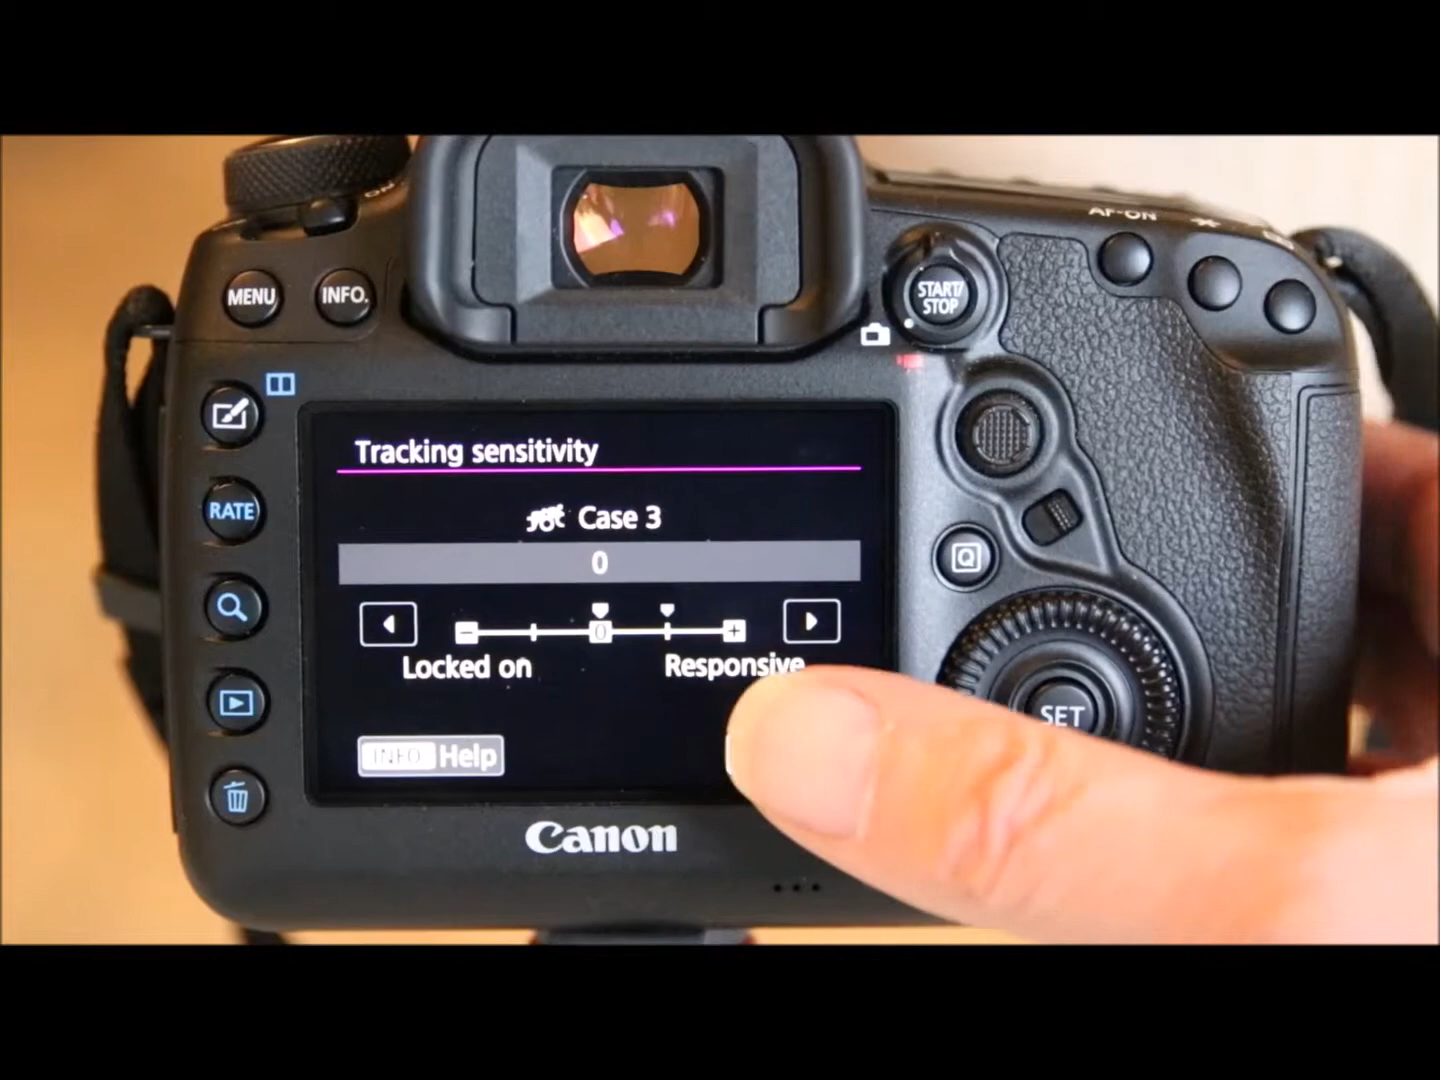 AF-ON
MENU
INFO.
START/
STOP
Tracking sensitivity
RATE
Case 3
0
Q
- 0 +
Locked on
Responsive
SET
INFO Help
Canon